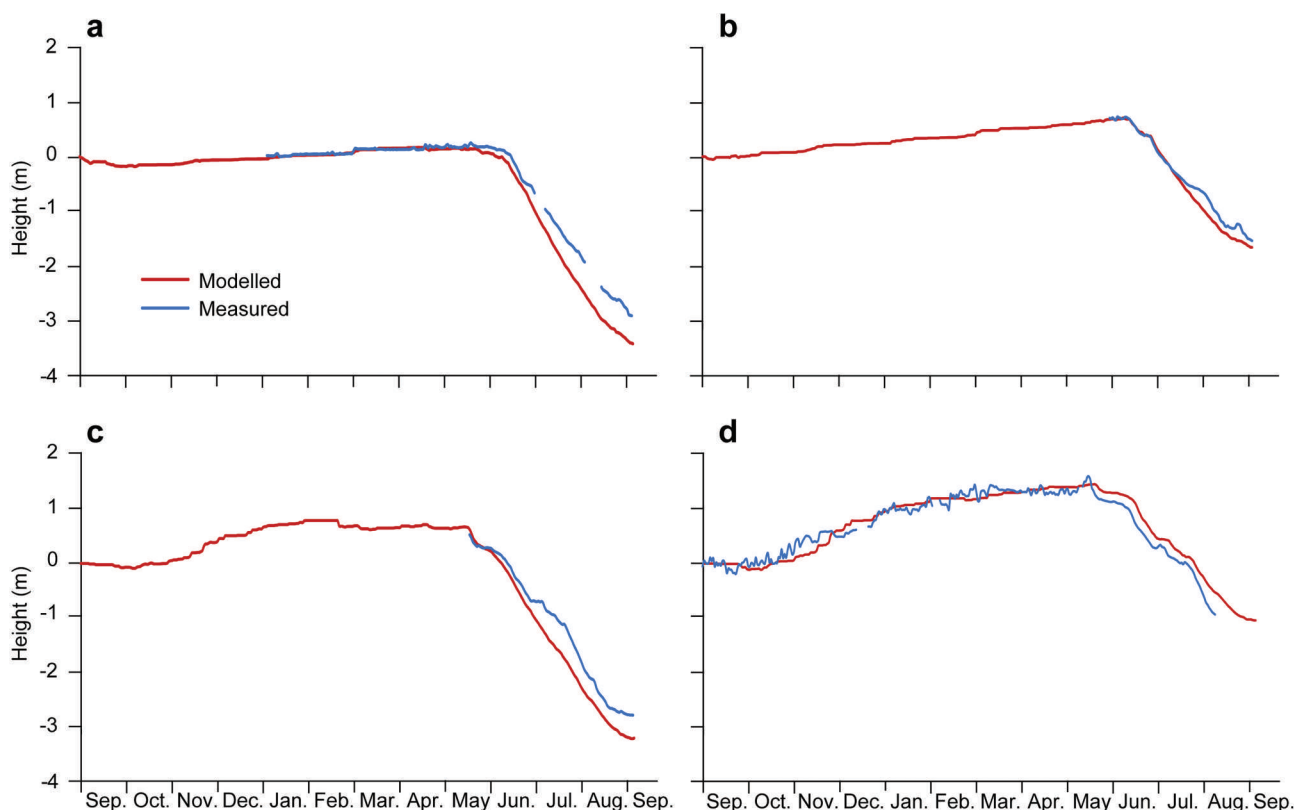 a
b
2
1
0
-1
-2
-3
-4
Height (m)
Modelled
Measured
c
d
2
1
0
-1
-2
-3
-4
Height (m)
Sep. Oct. Nov. Dec. Jan. Feb. Mar. Apr. May Jun. Jul. Aug. Sep.
Sep. Oct. Nov. Dec. Jan. Feb. Mar. Apr. May Jun. Jul. Aug. Sep.